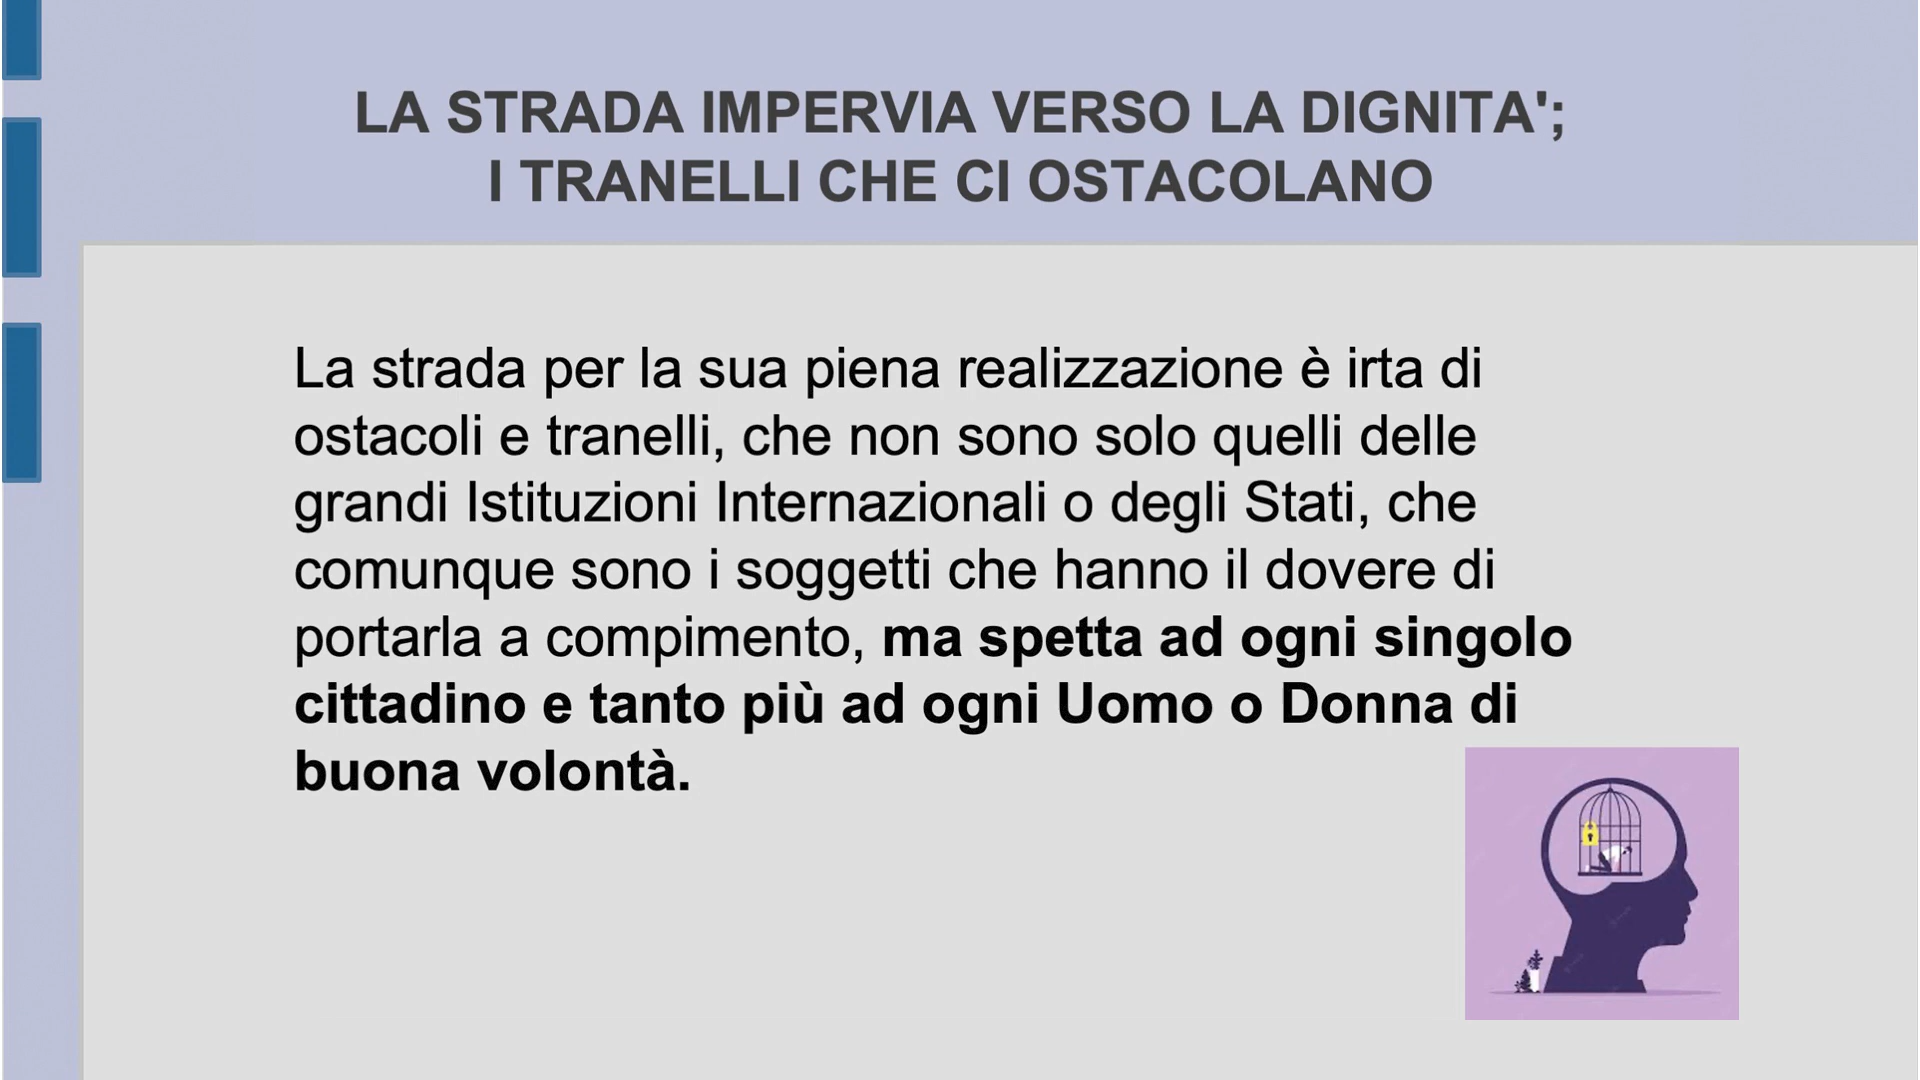 LA STRADA IMPERVIA VERSO LA DIGNITA';
I TRANELLI CHE CI OSTACOLANO
La strada per la sua piena realizzazione è irta di
ostacoli e tranelli, che non sono solo quelli delle
grandi Istituzioni Internazionali o degli Stati, che
comunque sono i soggetti che hanno il dovere di
portarla a compimento, ma spetta ad ogni singolo
cittadino e tanto più ad ogni Uomo o Donna di
buona volontà.